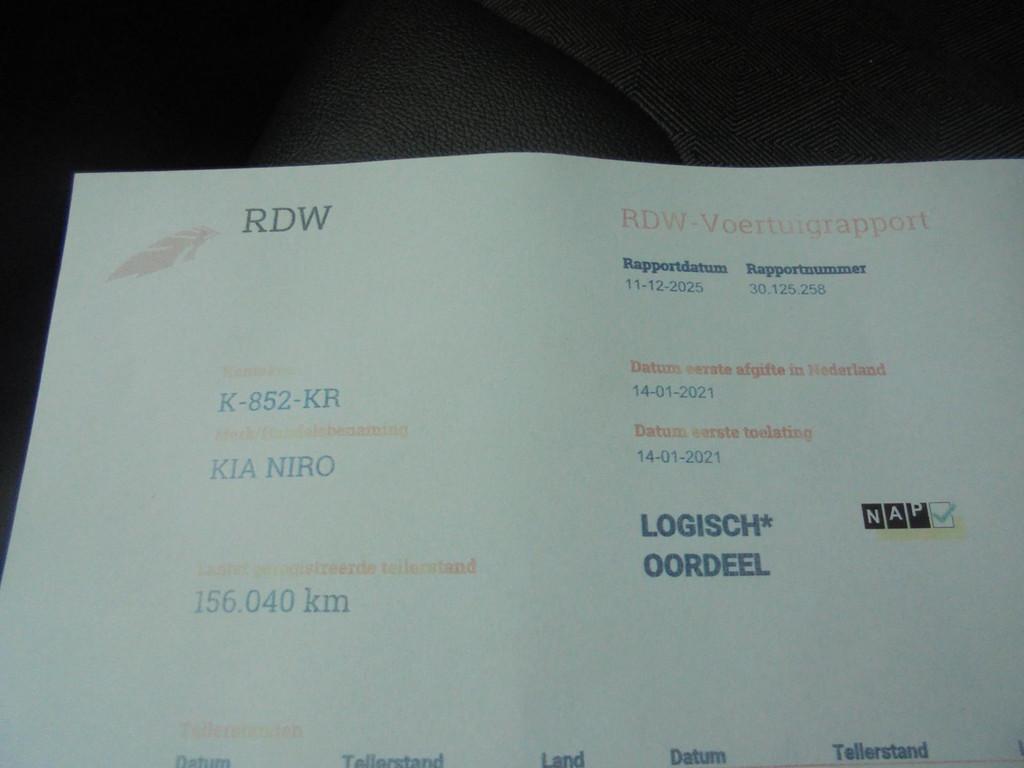 RDW
RDW-Voertuigrapport
Rapportdatum Rapportnummer
11-12-2025 30.125.258
Kenteken
K-852-KR
Merk/Handelsbenaming
KIA NIRO
Datum eerste afgifte in Nederland
14-01-2021
Datum eerste toelating
14-01-2021
LOGISCH*
OORDEEL
NAP
Laatst geregistreerde tellerstand
156.040 km
Tellerstanden
Datum Tellerstand Land Datum Tellerstand